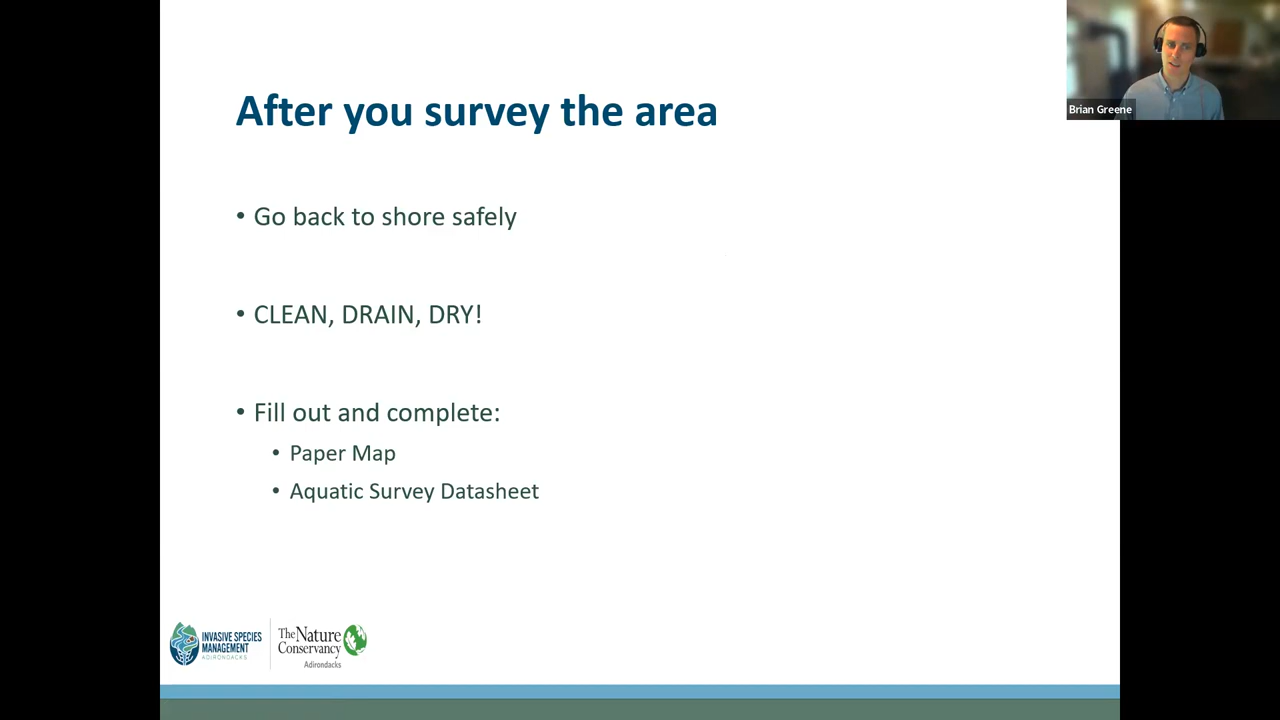 Brian Greene
After you survey the area
• Go back to shore safely
• CLEAN, DRAIN, DRY!
• Fill out and complete:
• Paper Map
• Aquatic Survey Datasheet
INVASIVE SPECIES
MANAGEMENT
ADIRONDACKS
The Nature
Conservancy
Adirondacks